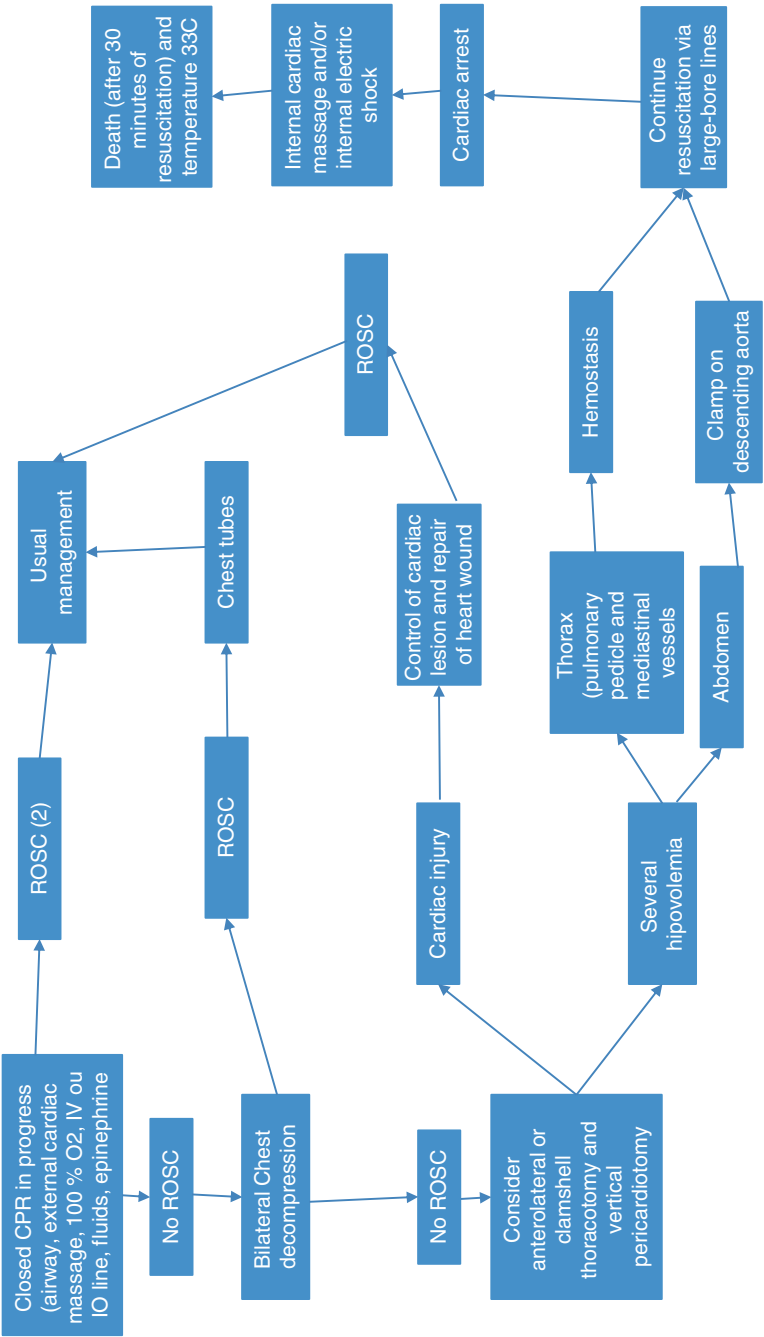 Closed CPR in progress
(airway, external cardiac
massage, 100 % O2, IV ou
IO line, fluids, epinephrine
ROSC (2)
Usual
management
No ROSC
Bilateral Chest
decompression
ROSC
Chest tubes
No ROSC
Consider
anterolateral or
clamshell
thoracotomy and
vertical
pericardiotomy
Cardiac injury
Control of cardiac
lesion and repair
of heart wound
ROSC
Several
hipovolemia
Thorax
(pulmonary
pedicle and
mediastinal
vessels
Hemostasis
Abdomen
Clamp on
descending aorta
Continue
resuscitation via
large-bore lines
Cardiac arrest
Internal cardiac
massage and/or
internal electric
shock
Death (after 30
minutes of
resuscitation) and
temperature 33C